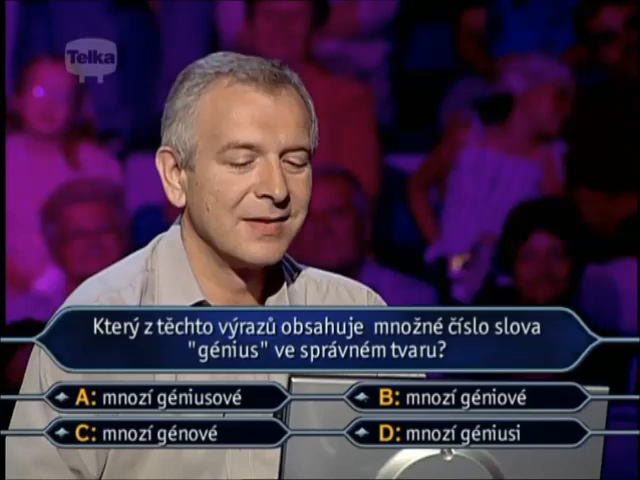 Telka
Který z těchto výrazů obsahuje množné číslo slova
"génius" ve správném tvaru?
A: mnozí géniusové
B: mnozí géniové
C: mnozí génové
D: mnozí géniusi